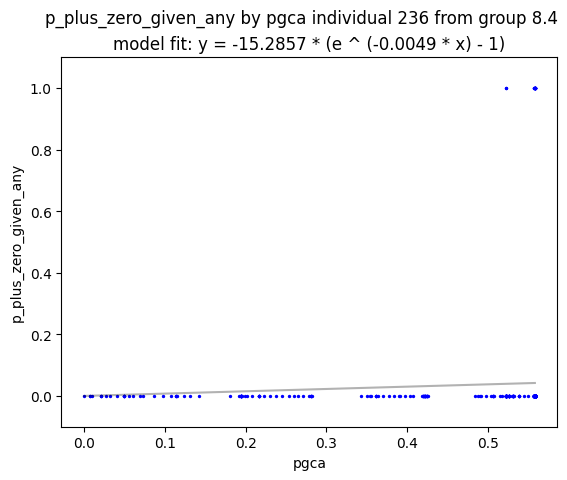 p_plus_zero_given_any by pgca individual 236 from group 8.4
model fit: y = -15.2857 * (e ^ (-0.0049 * x) - 1)
1.0
0.8
0.6
0.4
0.2
0.0
p_plus_zero_given_any
0.0 0.1 0.2 0.3 0.4 0.5
pgca